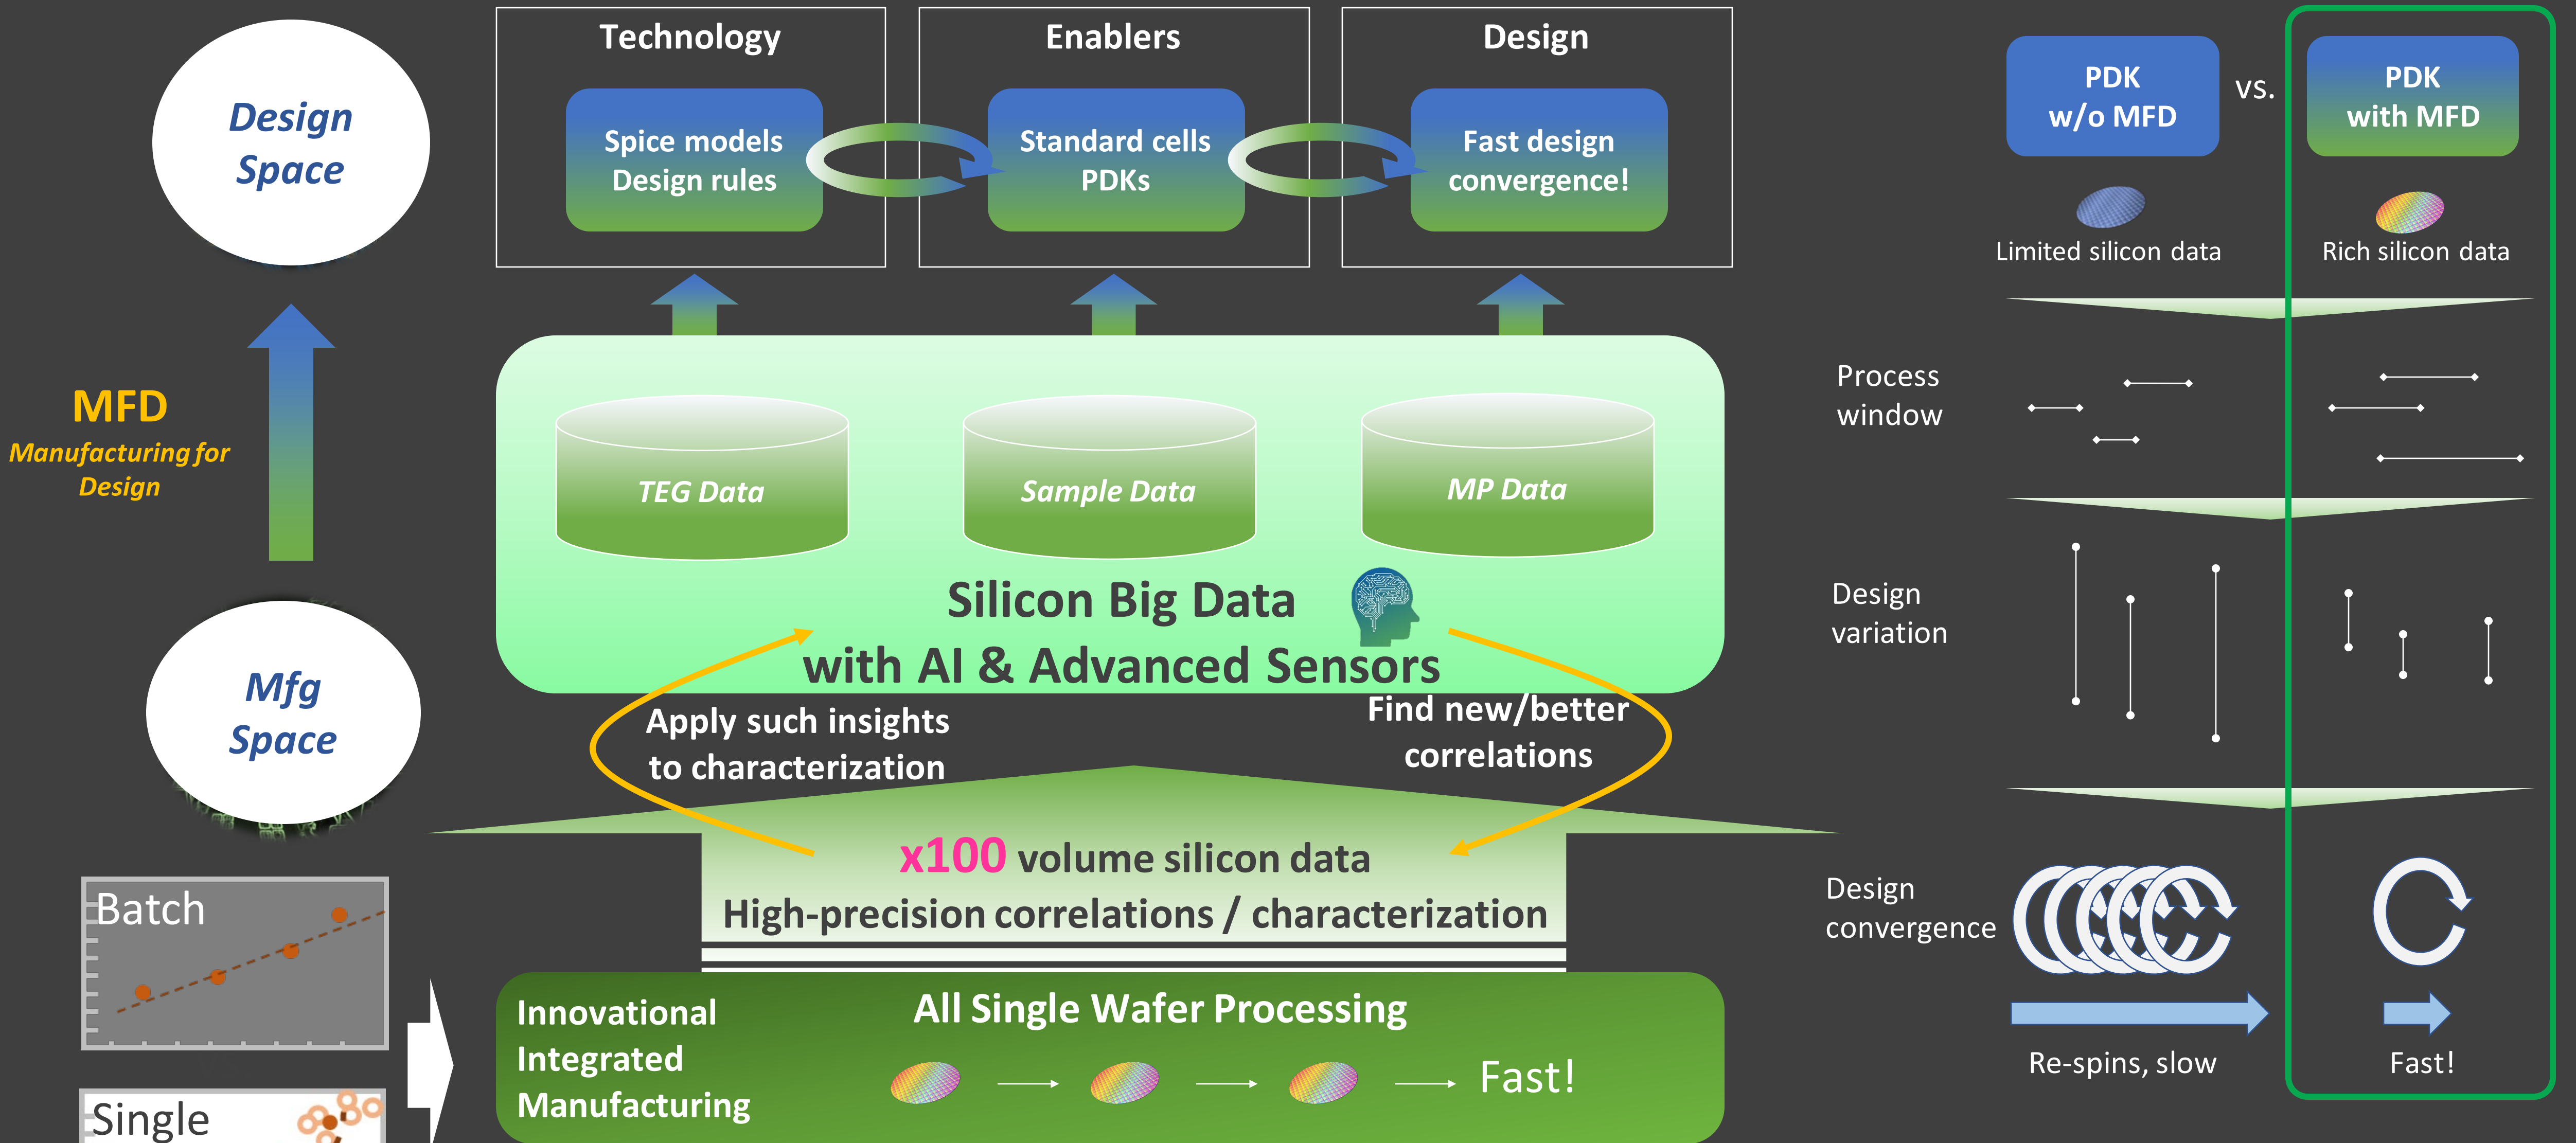 Design
Space
MFD
Manufacturing for
Design
Mfg
Space
Batch
Single
Technology
Spice models
Design rules
Enablers
Standard cells
PDKs
Design
Fast design
convergence!
TEG Data
Sample Data
MP Data
Silicon Big Data
with AI & Advanced Sensors
Apply such insights
to characterization
Find new/better
correlations
x100 volume silicon data
High-precision correlations / characterization
Innovational
Integrated
Manufacturing
All Single Wafer Processing
Fast!
PDK
w/o MFD
vs.
PDK
with MFD
Limited silicon data
Rich silicon data
Process
window
Design
variation
Design
convergence
Re-spins, slow
Fast!